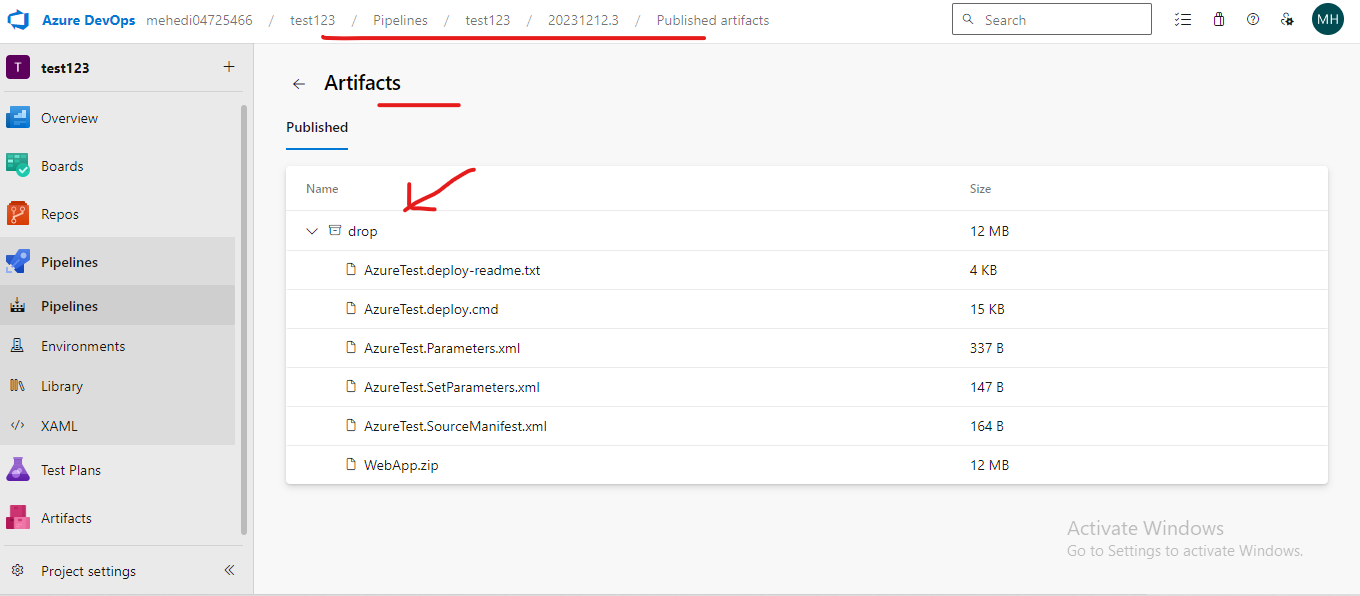 Azure DevOps mehedi04725466 / test123 / Pipelines / test123 / 20231212.3 / Published artifacts Search MH
T test123 +
Overview
Boards
Repos
Pipelines
Pipelines
Environments
Library
XAML
Test Plans
Artifacts
Project settings
← Artifacts
Published
Name Size
drop 12 MB
AzureTest.deploy-readme.txt 4 KB
AzureTest.deploy.cmd 15 KB
AzureTest.Parameters.xml 337 B
AzureTest.SetParameters.xml 147 B
AzureTest.SourceManifest.xml 164 B
WebApp.zip 12 MB
Activate Windows
Go to Settings to activate Windows.